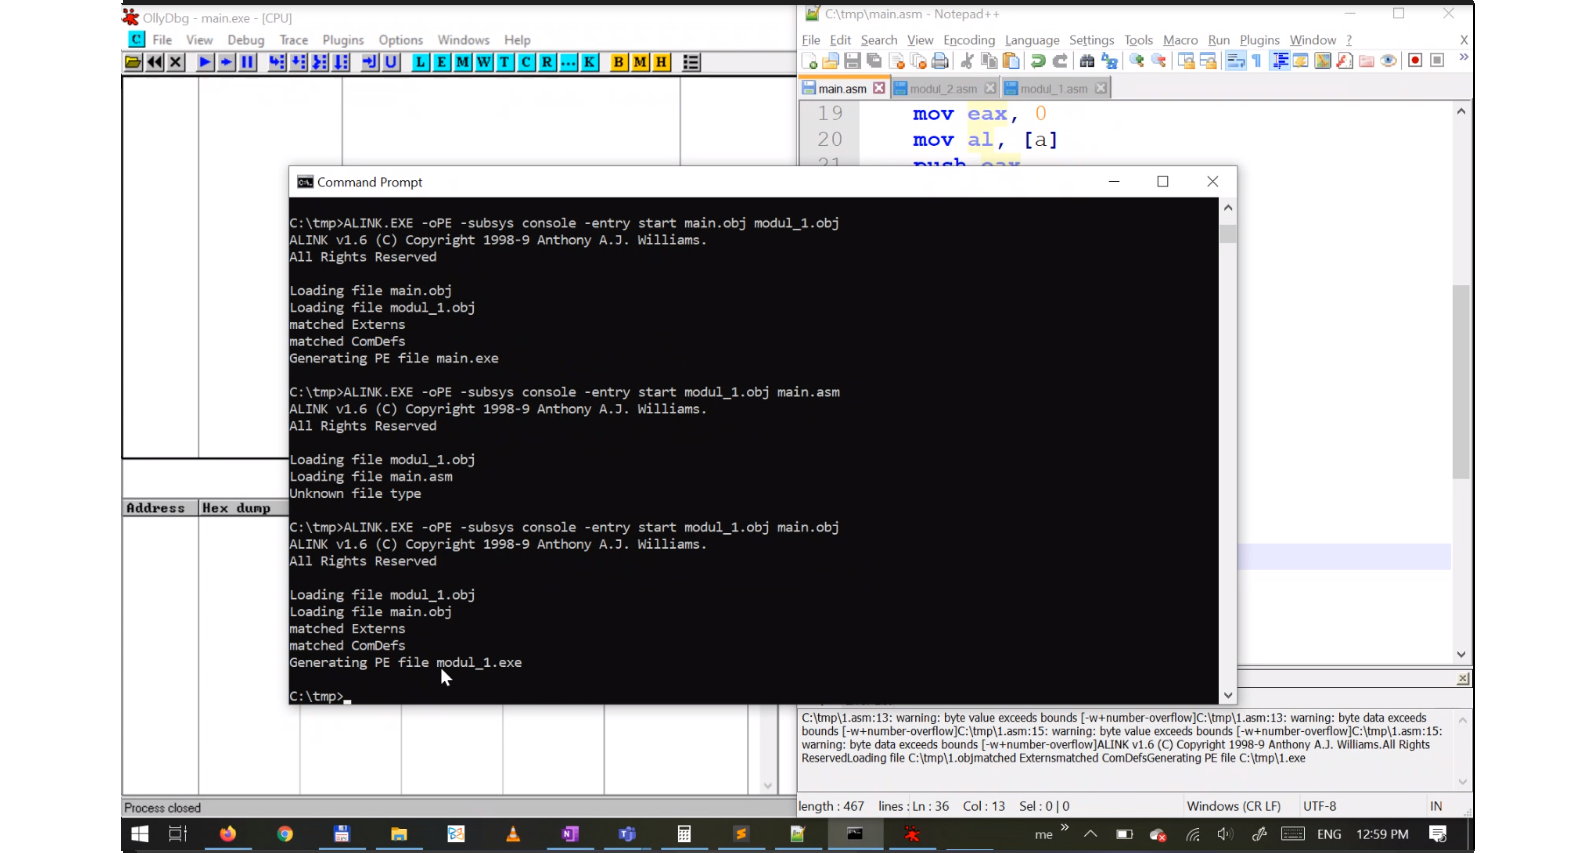 OllyDbg - main.exe - [CPU]
C File View Debug Trace Plugins Options Windows Help
L E M W T C R ... K B M H
C:\tmp\main.asm - Notepad++
File Edit Search View Encoding Language Settings Tools Macro Run Plugins Window ? X
main.asm modul_2.asm modul_1.asm
19 mov eax, 0
20 mov al, [a]
21 push eax
Command Prompt
C:\tmp>ALINK.EXE -oPE -subsys console -entry start main.obj modul_1.obj
ALINK v1.6 (C) Copyright 1998-9 Anthony A.J. Williams.
All Rights Reserved
Loading file main.obj
Loading file modul_1.obj
matched Externs
matched ComDefs
Generating PE file main.exe
C:\tmp>ALINK.EXE -oPE -subsys console -entry start modul_1.obj main.asm
ALINK v1.6 (C) Copyright 1998-9 Anthony A.J. Williams.
All Rights Reserved
Loading file modul_1.obj
Loading file main.asm
Unknown file type
C:\tmp>ALINK.EXE -oPE -subsys console -entry start modul_1.obj main.obj
ALINK v1.6 (C) Copyright 1998-9 Anthony A.J. Williams.
All Rights Reserved
Loading file modul_1.obj
Loading file main.obj
matched Externs
matched ComDefs
Generating PE file modul_1.exe
C:\tmp>
Address Hex dump
C:\tmp\1.asm:13: warning: byte value exceeds bounds [-w+number-overflow]C:\tmp\1.asm:13: warning: byte data exceeds
bounds [-w+number-overflow]C:\tmp\1.asm:15: warning: byte value exceeds bounds [-w+number-overflow]C:\tmp\1.asm:15:
warning: byte data exceeds bounds [-w+number-overflow]ALINK v1.6 (C) Copyright 1998-9 Anthony A.J. Williams.All Rights
ReservedLoading file C:\tmp\1.objmatched Externsmatched ComDefsGenerating PE file C:\tmp\1.exe
Process closed
length : 467 lines : Ln : 36 Col : 13 Sel : 0 | 0 Windows (CR LF) UTF-8 IN
me » ENG 12:59 PM